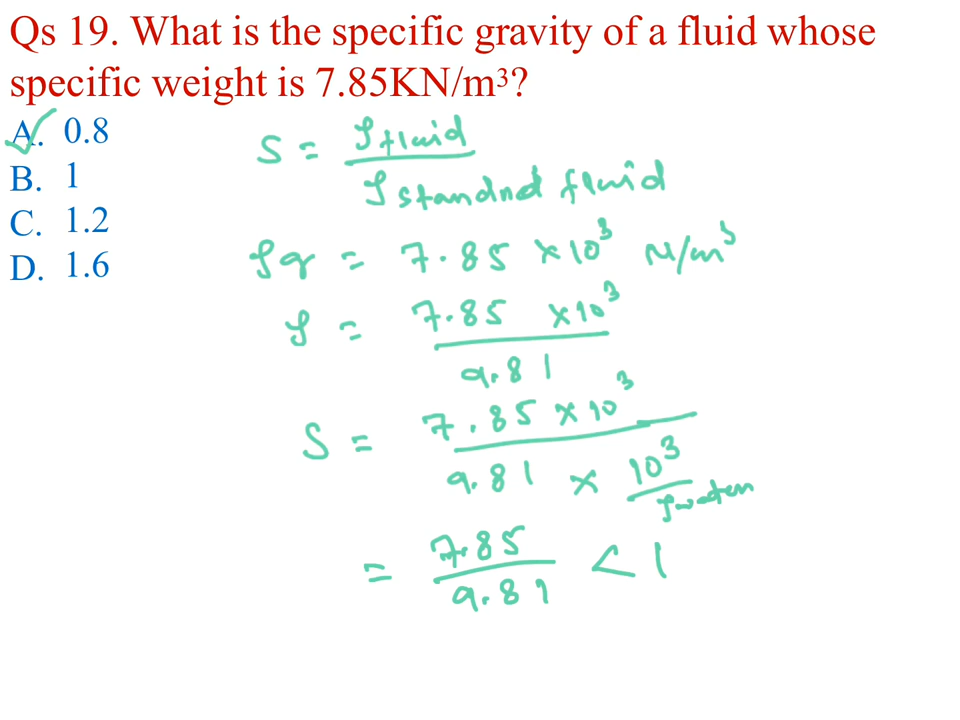 Qs 19. What is the specific gravity of a fluid whose
specific weight is 7.85KN/m³?
A. 0.8
B. 1
C. 1.2
D. 1.6
S = ρ fluid / ρ standard fluid
ρg = 7.85 × 10³ N/m³
ρ = 7.85 × 10³ / 9.81
S = 7.85 × 10³ / 9.81 × 10³
ρwater
= 7.85 / 9.81 < 1